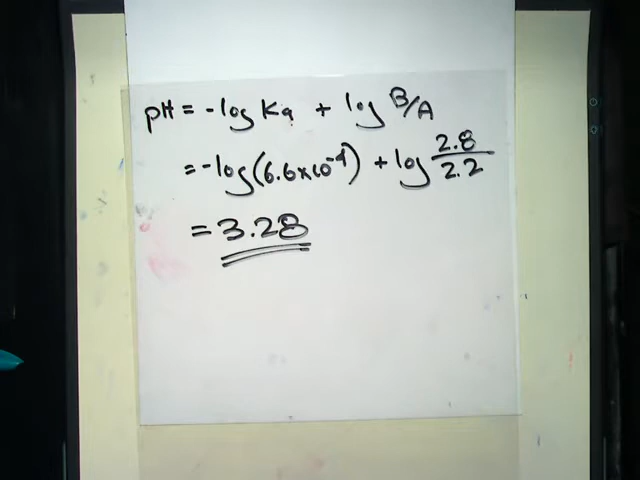 pH = -log Ka + log B/A
= -log(6.6x10⁻⁴) + log 2.8/2.2
= 3.28